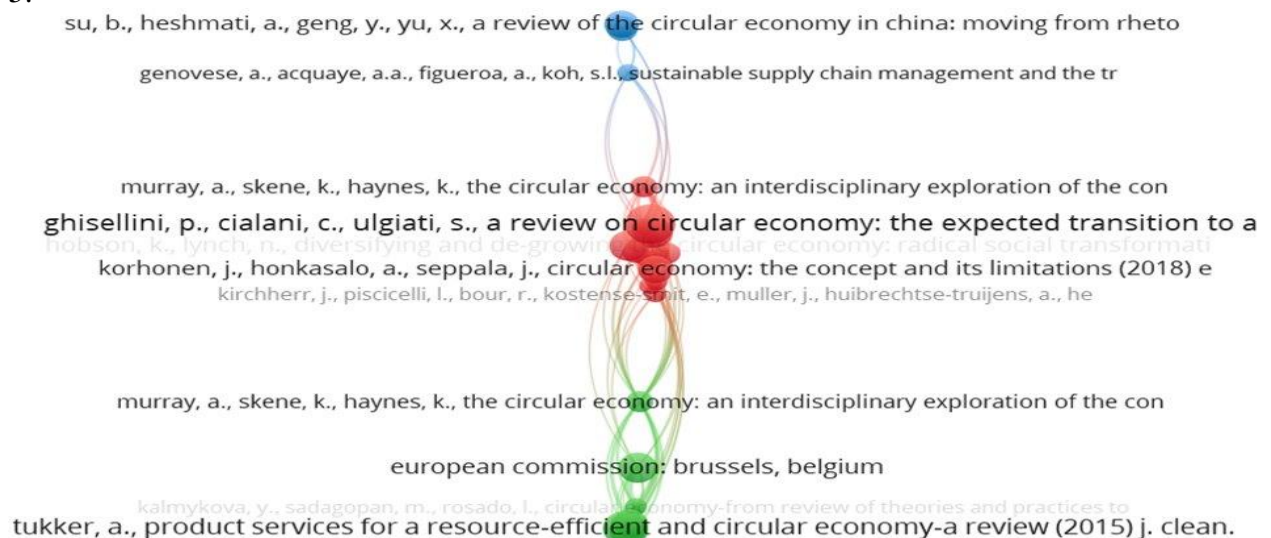 su, b., heshmati, a., geng, y., yu, x., a review of the circular economy in china: moving from rheto
genovese, a., acquaye, a.a., figueroa, a., koh, s.l., sustainable supply chain management and the tr
murray, a., skene, k., haynes, k., the circular economy: an interdisciplinary exploration of the con
ghisellini, p., cialani, c., ulgiati, s., a review on circular economy: the expected transition to a
hobson, k., lynch, n., diversifying and de-growing circular economy: radical social transformati
korhonen, j., honkasalo, a., seppala, j., circular economy: the concept and its limitations (2018) e
kirchherr, j., piscicelli, l., bour, r., kostense-smit, e., muller, j., huibrechtse-truijens, a., he
murray, a., skene, k., haynes, k., the circular economy: an interdisciplinary exploration of the con
european commission: brussels, belgium
kalmykova, y., sadagopan, m., rosado, l., circular economy-from review of theories and practices to
tukker, a., product services for a resource-efficient and circular economy-a review (2015) j. clean.